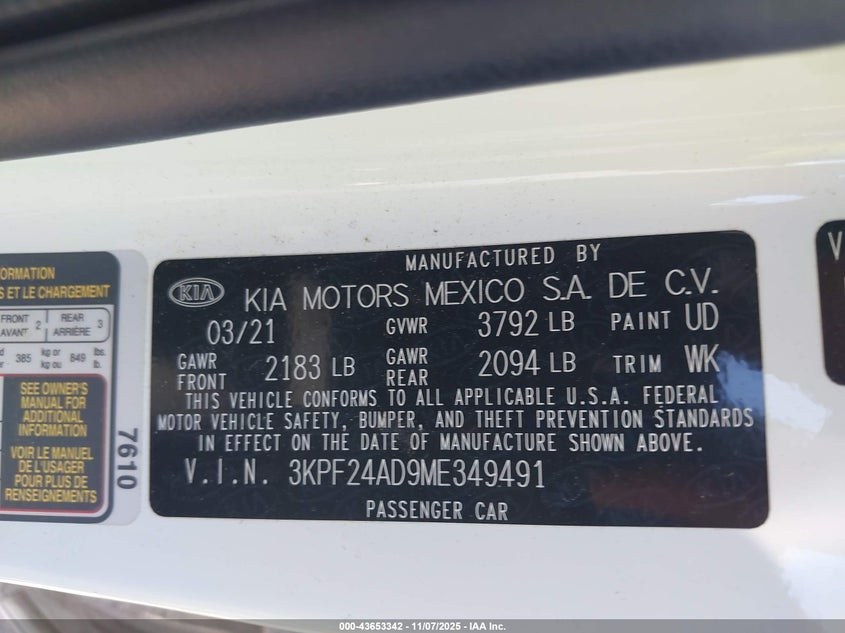 ORMATION
S ET LE CHARGEMENT
FRONT
AVANT 2
REAR
ARRIÈRE 3
385 kg or
kg ou 849 lbs.
lb.
SEE OWNER'S
MANUAL FOR
ADDITIONAL
INFORMATION
VOIR LE MANUEL
DE L'USAGER
POUR PLUS DE
RENSEIGNEMENTS
7610
MANUFACTURED BY
KIA KIA MOTORS MEXICO S.A. DE C.V.
03/21 GVWR 3792 LB PAINT UD
GAWR
FRONT 2183 LB GAWR
REAR 2094 LB TRIM WK
THIS VEHICLE CONFORMS TO ALL APPLICABLE U.S.A. FEDERAL
MOTOR VEHICLE SAFETY, BUMPER, AND THEFT PREVENTION STANDARDS
IN EFFECT ON THE DATE OF MANUFACTURE SHOWN ABOVE.
V.I.N. 3KPF24AD9ME349491
PASSENGER CAR
V
000-43653342 - 11/07/2025 - IAA Inc.